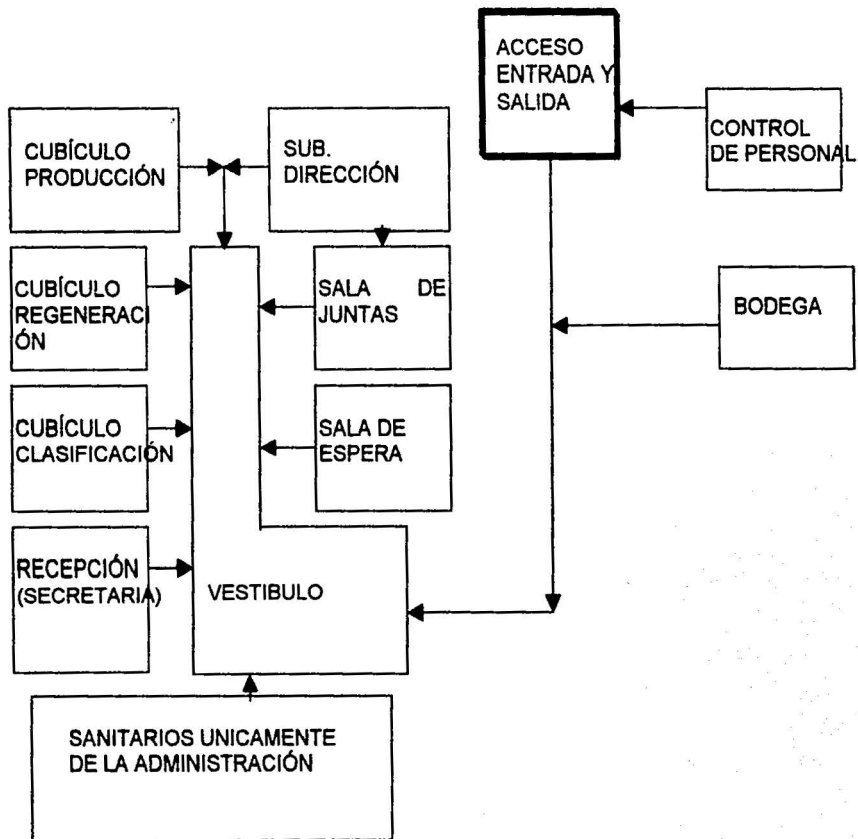 ACCESO
ENTRADA Y
SALIDA
CONTROL
DE PERSONAL
CUBÍCULO
PRODUCCIÓN
SUB.
DIRECCIÓN
CUBÍCULO
REGENERACI
ÓN
SALA DE
JUNTAS
BODEGA
CUBÍCULO
CLASIFICACIÓN
SALA DE
ESPERA
RECEPCIÓN
(SECRETARIA)
VESTIBULO
SANITARIOS UNICAMENTE
DE LA ADMINISTRACIÓN